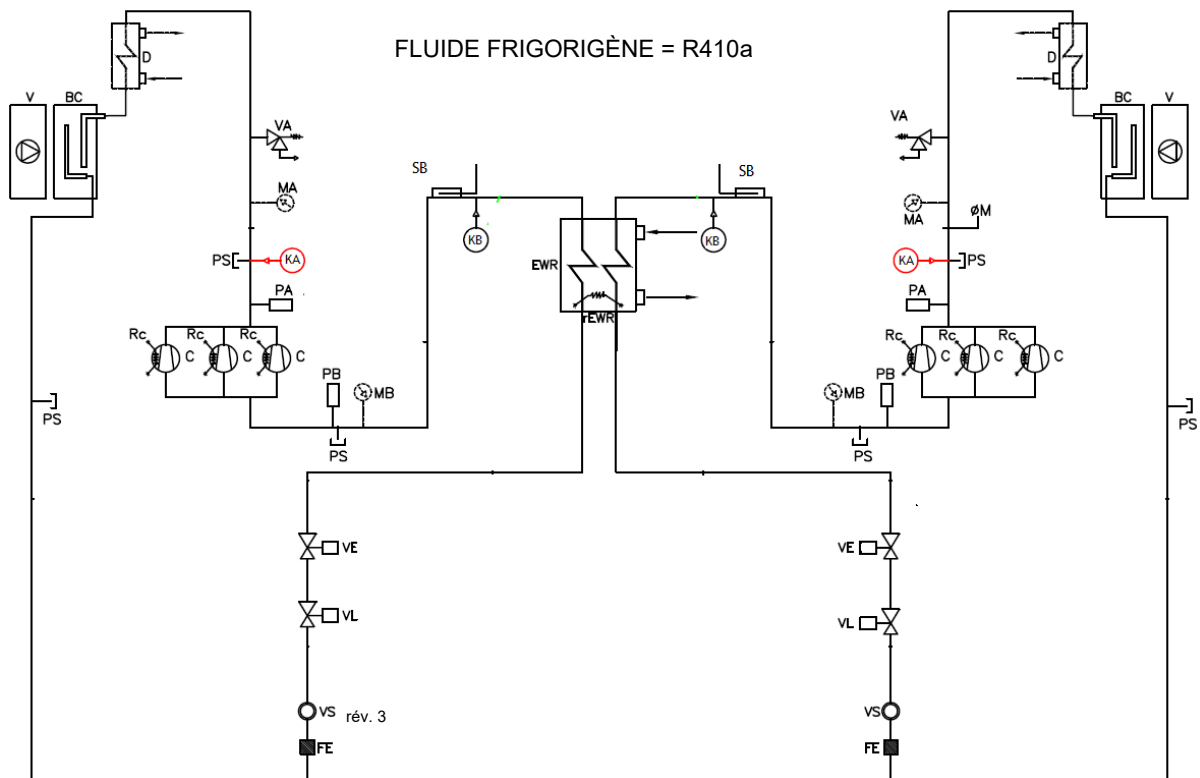 FLUIDE FRIGORIGÈNE = R410a
D
D
V
BC
BC
V
VA
VA
SB
SB
MA
MA
øM
KB
KB
PS
KA
EWR
KA
PS
PA
PA
rEWR
Rc
Rc
Rc
Rc
Rc
Rc
C
C
C
C
C
C
PB
MB
MB
PB
PS
PS
PS
PS
VE
VE
VL
VL
VS
rév. 3
VS
FE
FE